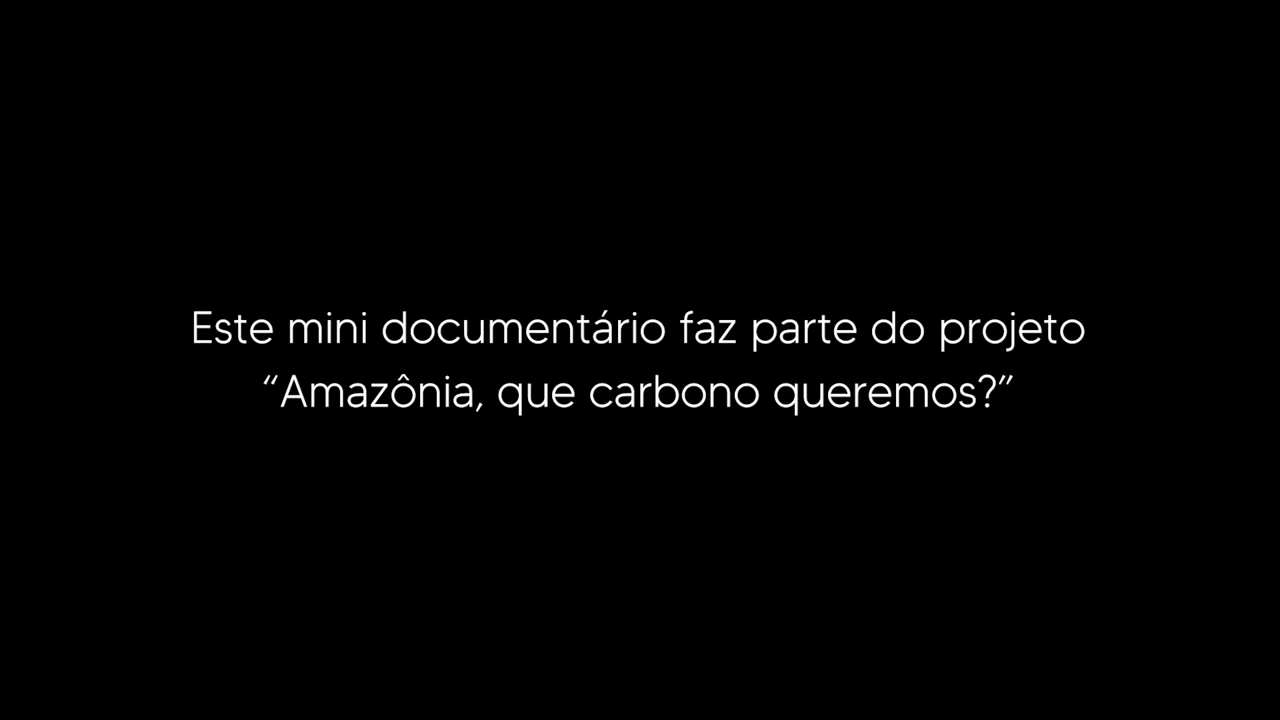 Este mini documentário faz parte do projeto
“Amazônia, que carbono queremos?”